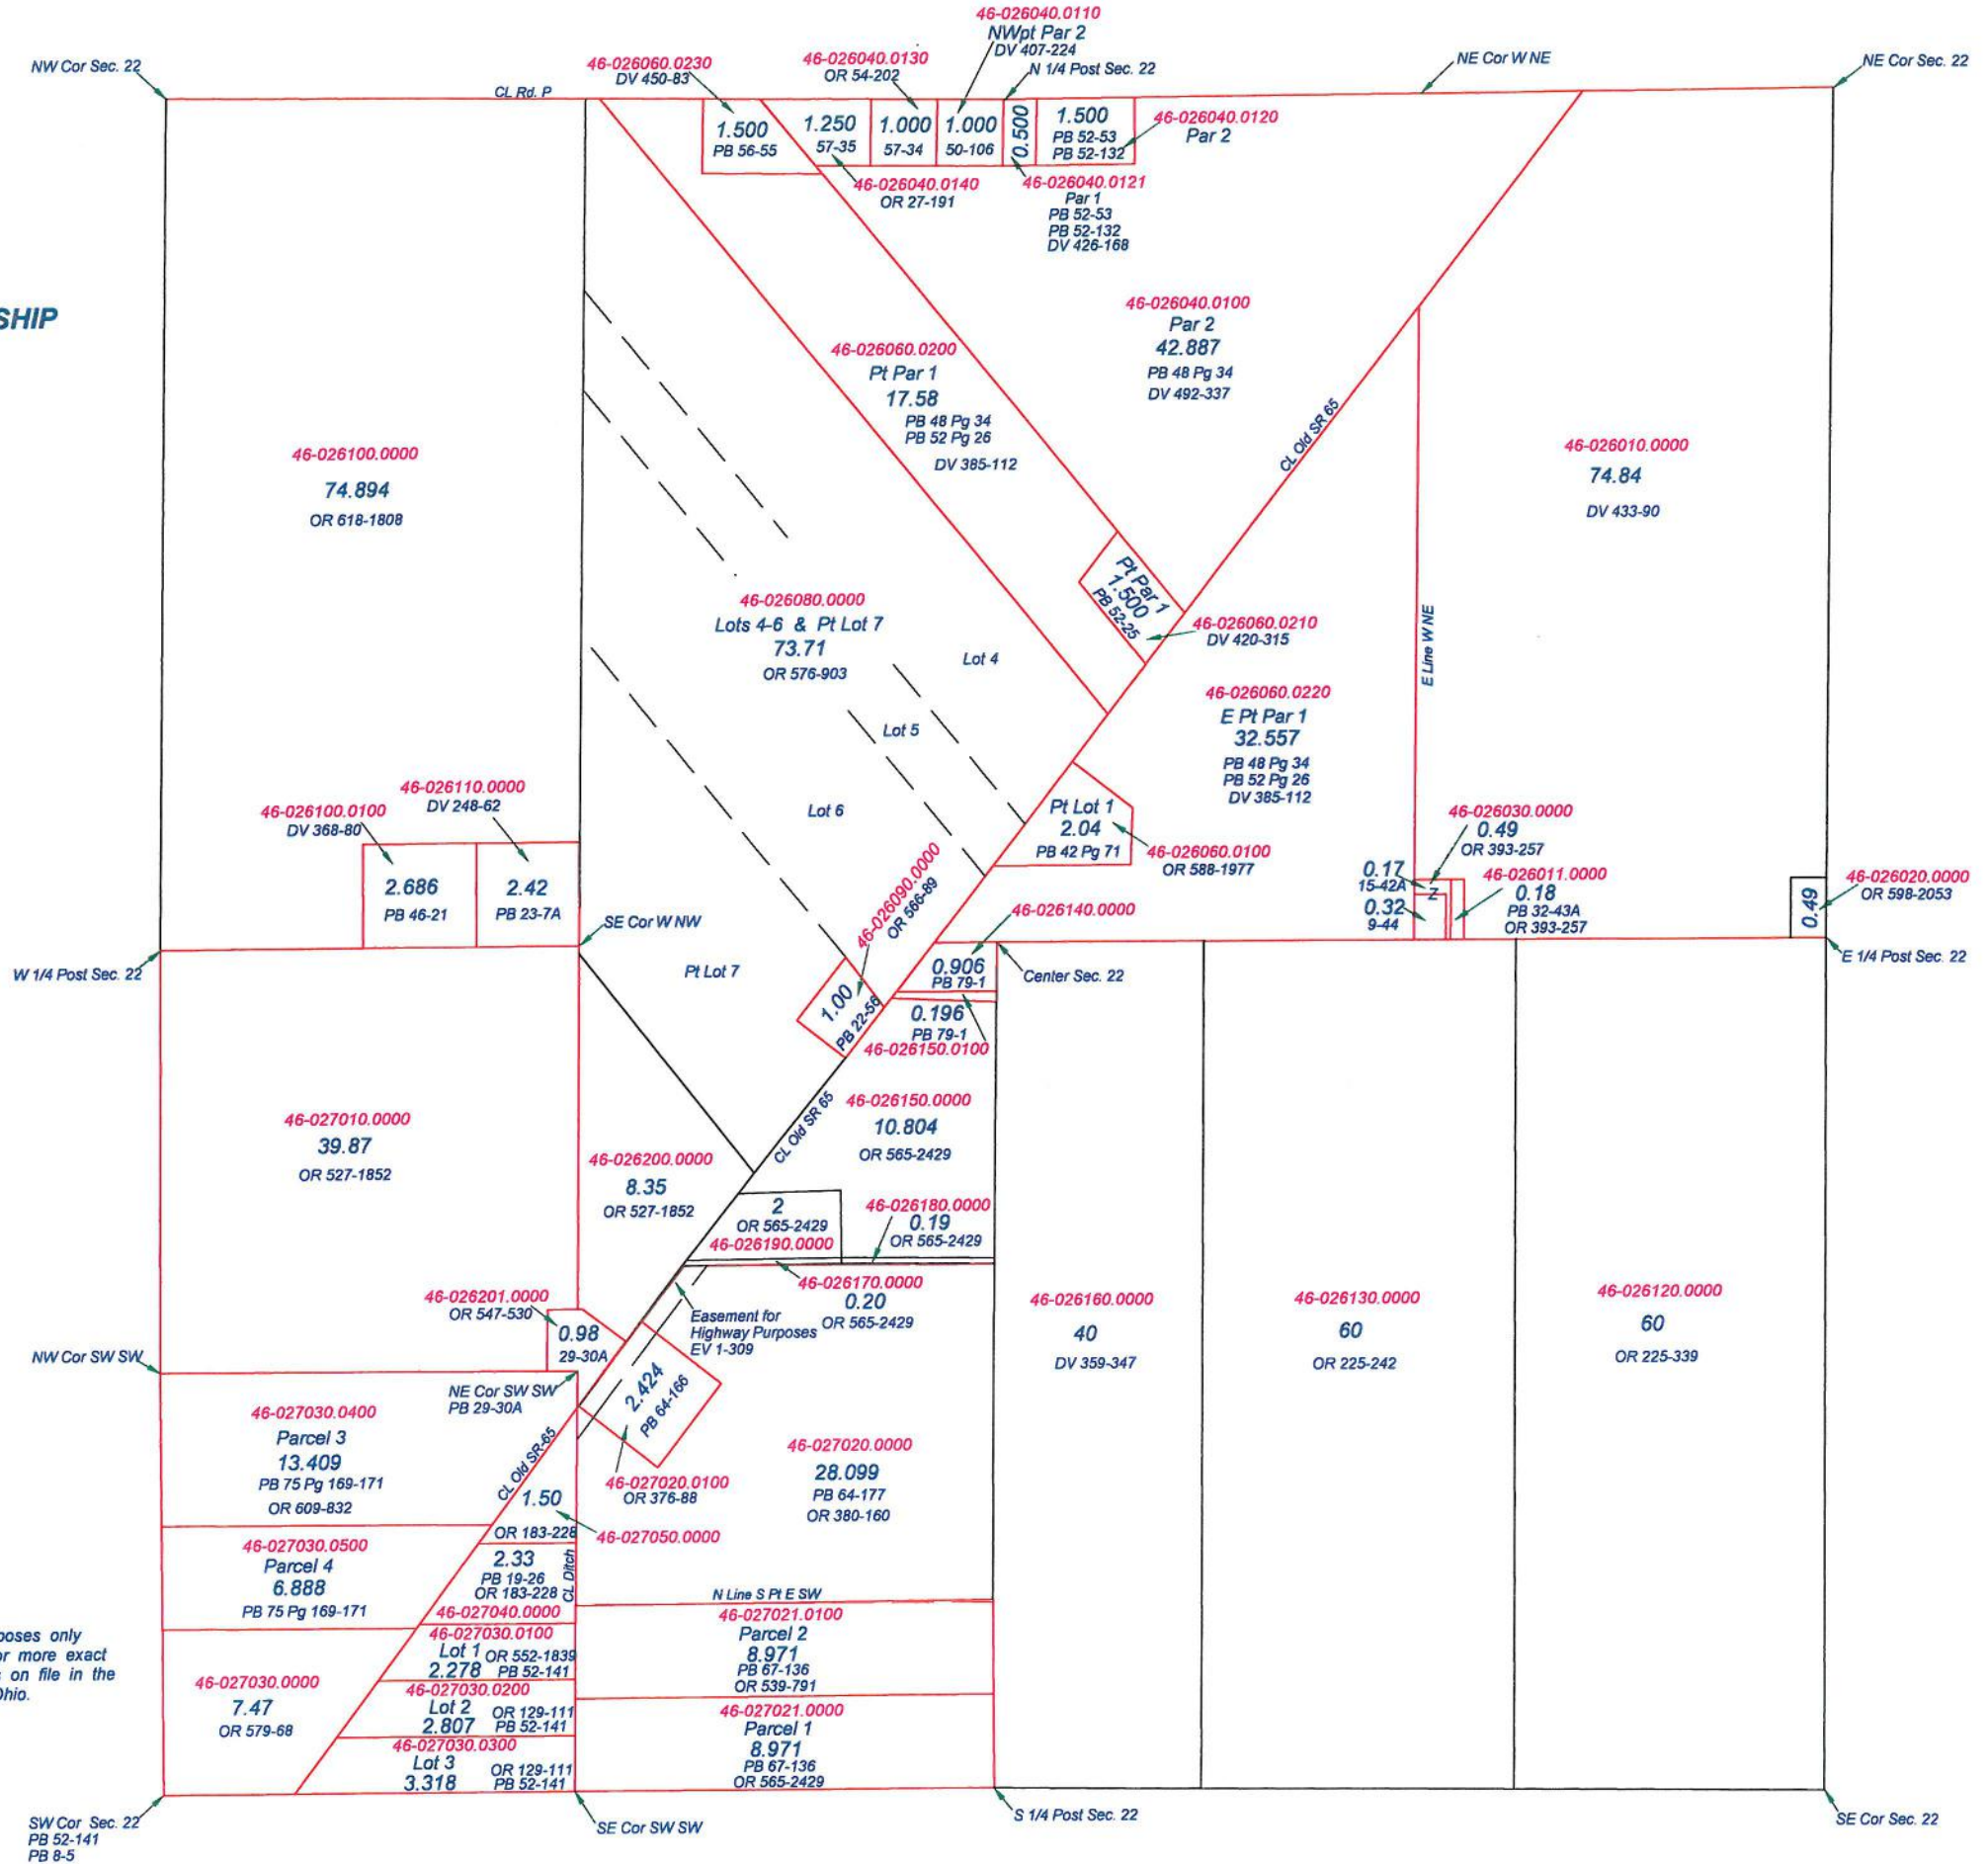 46-026040.0110
NWpt Par 2
DV 407-224
NW Cor Sec. 22
46-026060.0230
DV 450-83
46-026040.0130
OR 54-202
N 1/4 Post Sec. 22
NE Cor W NE
NE Cor Sec. 22
CL Rd. P
1.500
PB 56-55
1.250
57-35
1.000
57-34
1.000
50-106
0.500
1.500
PB 52-53
PB 52-132
46-026040.0120
Par 2
46-026040.0140
OR 27-191
46-026040.0121
Par 1
PB 52-53
PB 52-132
DV 426-168
SHIP
46-026040.0100
Par 2
42.887
PB 48 Pg 34
DV 492-337
46-026060.0200
Pt Par 1
17.58
PB 48 Pg 34
PB 52 Pg 26
DV 385-112
CL Old SR 65
46-026100.0000
74.894
OR 618-1808
46-026010.0000
74.84
DV 433-90
Pt Par 1
1.500
PB 52-25
46-026060.0210
DV 420-315
E Line W NE
46-026080.0000
Lots 4-6 & Pt Lot 7
73.71
OR 576-903
Lot 4
Lot 5
Lot 6
Pt Lot 7
46-026060.0220
E Pt Par 1
32.557
PB 48 Pg 34
PB 52 Pg 26
DV 385-112
46-026100.0100
DV 368-80
46-026110.0000
DV 248-62
2.686
PB 46-21
2.42
PB 23-7A
SE Cor W NW
Pt Lot 1
2.04
PB 42 Pg 71
46-026060.0100
OR 588-1977
46-026030.0000
0.49
OR 393-257
0.17
15-42A
Z
0.32
9-44
46-026011.0000
0.18
PB 32-43A
OR 393-257
0.49
46-026020.0000
OR 598-2053
46-026090.0000
OR 566-89
1.00
PB 22-56
46-026140.0000
0.906
PB 79-1
Center Sec. 22
W 1/4 Post Sec. 22
E 1/4 Post Sec. 22
0.196
PB 79-1
46-026150.0100
46-027010.0000
39.87
OR 527-1852
CL Old SR 65
46-026150.0000
10.804
OR 565-2429
46-026200.0000
8.35
OR 527-1852
2
OR 565-2429
46-026190.0000
46-026180.0000
0.19
OR 565-2429
46-026170.0000
0.20
OR 565-2429
Easement for
Highway Purposes
EV 1-309
46-026201.0000
OR 547-530
0.98
29-30A
46-026160.0000
40
DV 359-347
46-026130.0000
60
OR 225-242
46-026120.0000
60
OR 225-339
NW Cor SW SW
NE Cor SW SW
PB 29-30A
2.424
PB 64-166
46-027020.0100
OR 376-88
46-027030.0400
Parcel 3
13.409
PB 75 Pg 169-171
OR 609-832
CL Old SR-65
46-027020.0000
28.099
PB 64-177
OR 380-160
1.50
OR 183-228
46-027050.0000
46-027030.0500
Parcel 4
6.888
PB 75 Pg 169-171
2.33
PB 19-26
OR 183-228
46-027040.0000
CL Ditch
N Line S Pt E SW
46-027021.0100
Parcel 2
8.971
PB 67-136
OR 539-791
46-027030.0100
Lot 1 OR 552-1839
2.278 PB 52-141
poses only
or more exact
s on file in the
Ohio.
46-027030.0000
7.47
OR 579-68
46-027030.0200
Lot 2 OR 129-111
2.807 PB 52-141
46-027021.0000
Parcel 1
8.971
PB 67-136
OR 565-2429
46-027030.0300
Lot 3 OR 129-111
3.318 PB 52-141
SW Cor Sec. 22
PB 52-141
PB 8-5
SE Cor SW SW
S 1/4 Post Sec. 22
SE Cor Sec. 22